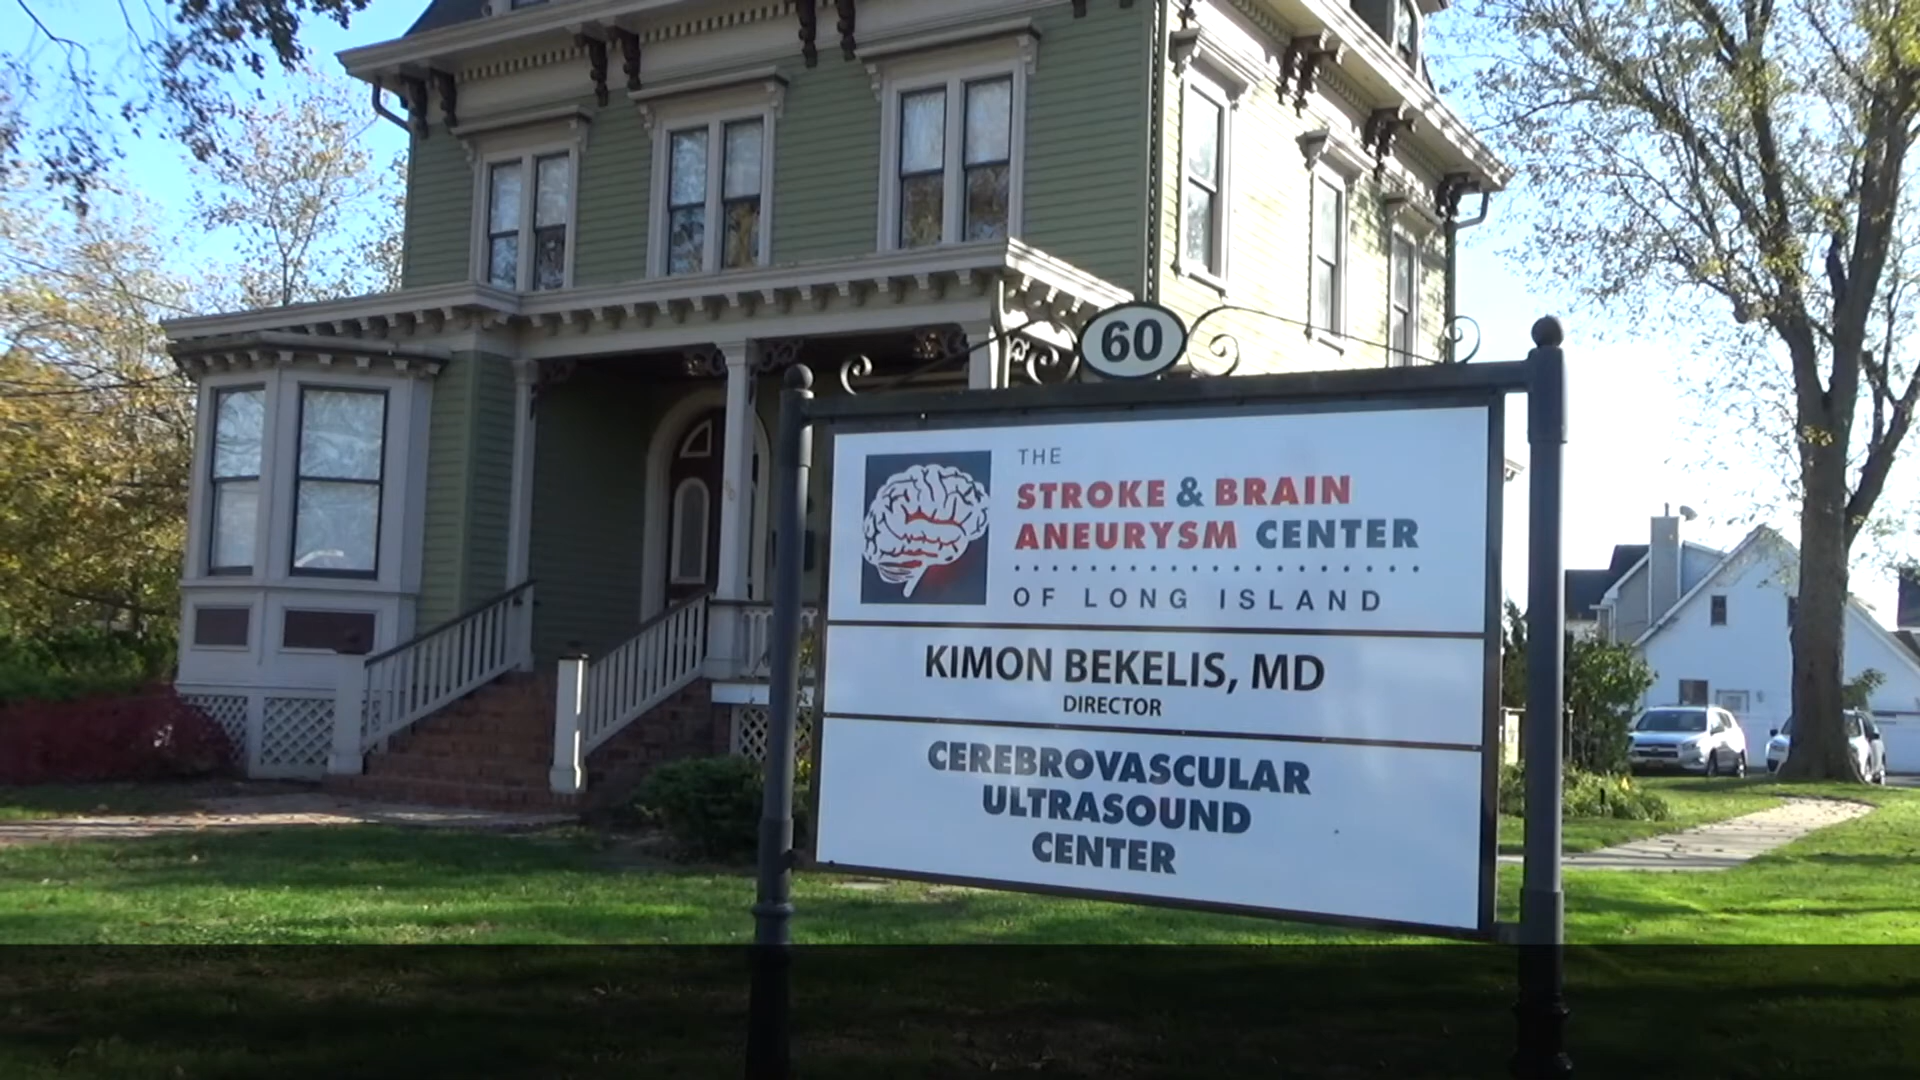 60
THE
STROKE & BRAIN
ANEURYSM CENTER
OF LONG ISLAND
KIMON BEKELIS, MD
DIRECTOR
CEREBROVASCULAR
ULTRASOUND
CENTER